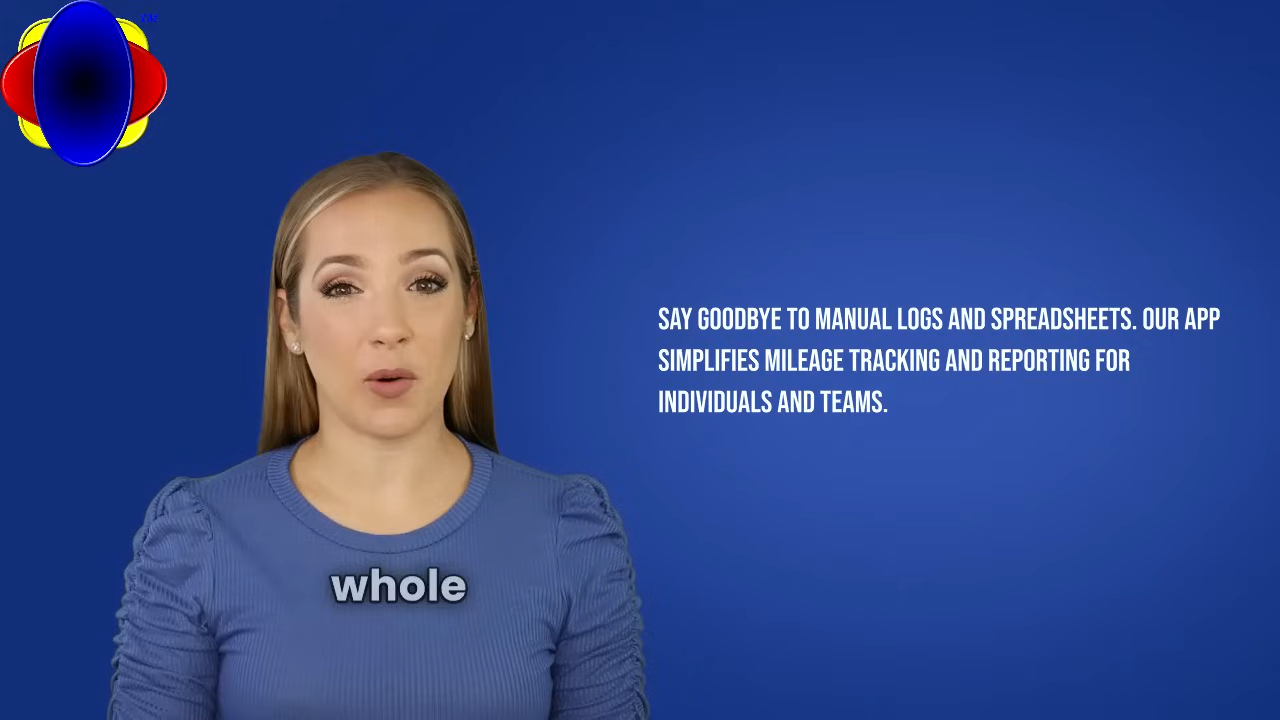 TM
SAY GOODBYE TO MANUAL LOGS AND SPREADSHEETS. OUR APP
SIMPLIFIES MILEAGE TRACKING AND REPORTING FOR
INDIVIDUALS AND TEAMS.
whole